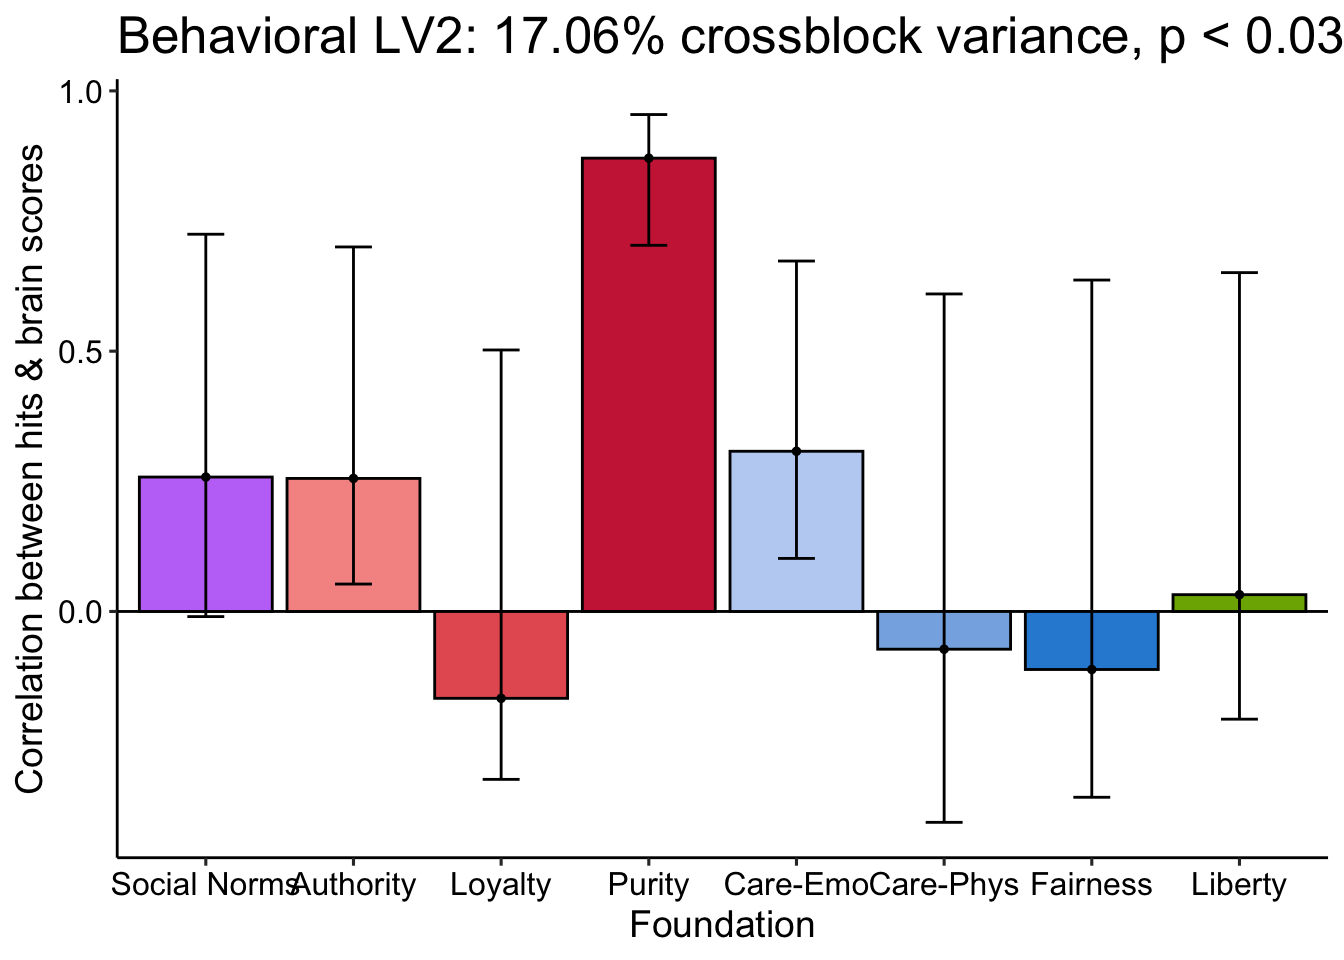 Behavioral LV2: 17.06% crossblock variance, p < 0.03
Correlation between hits & brain scores
1.0
0.5
0.0
Social Norms Authority Loyalty Purity Care-Emo Care-Phys Fairness Liberty
Foundation